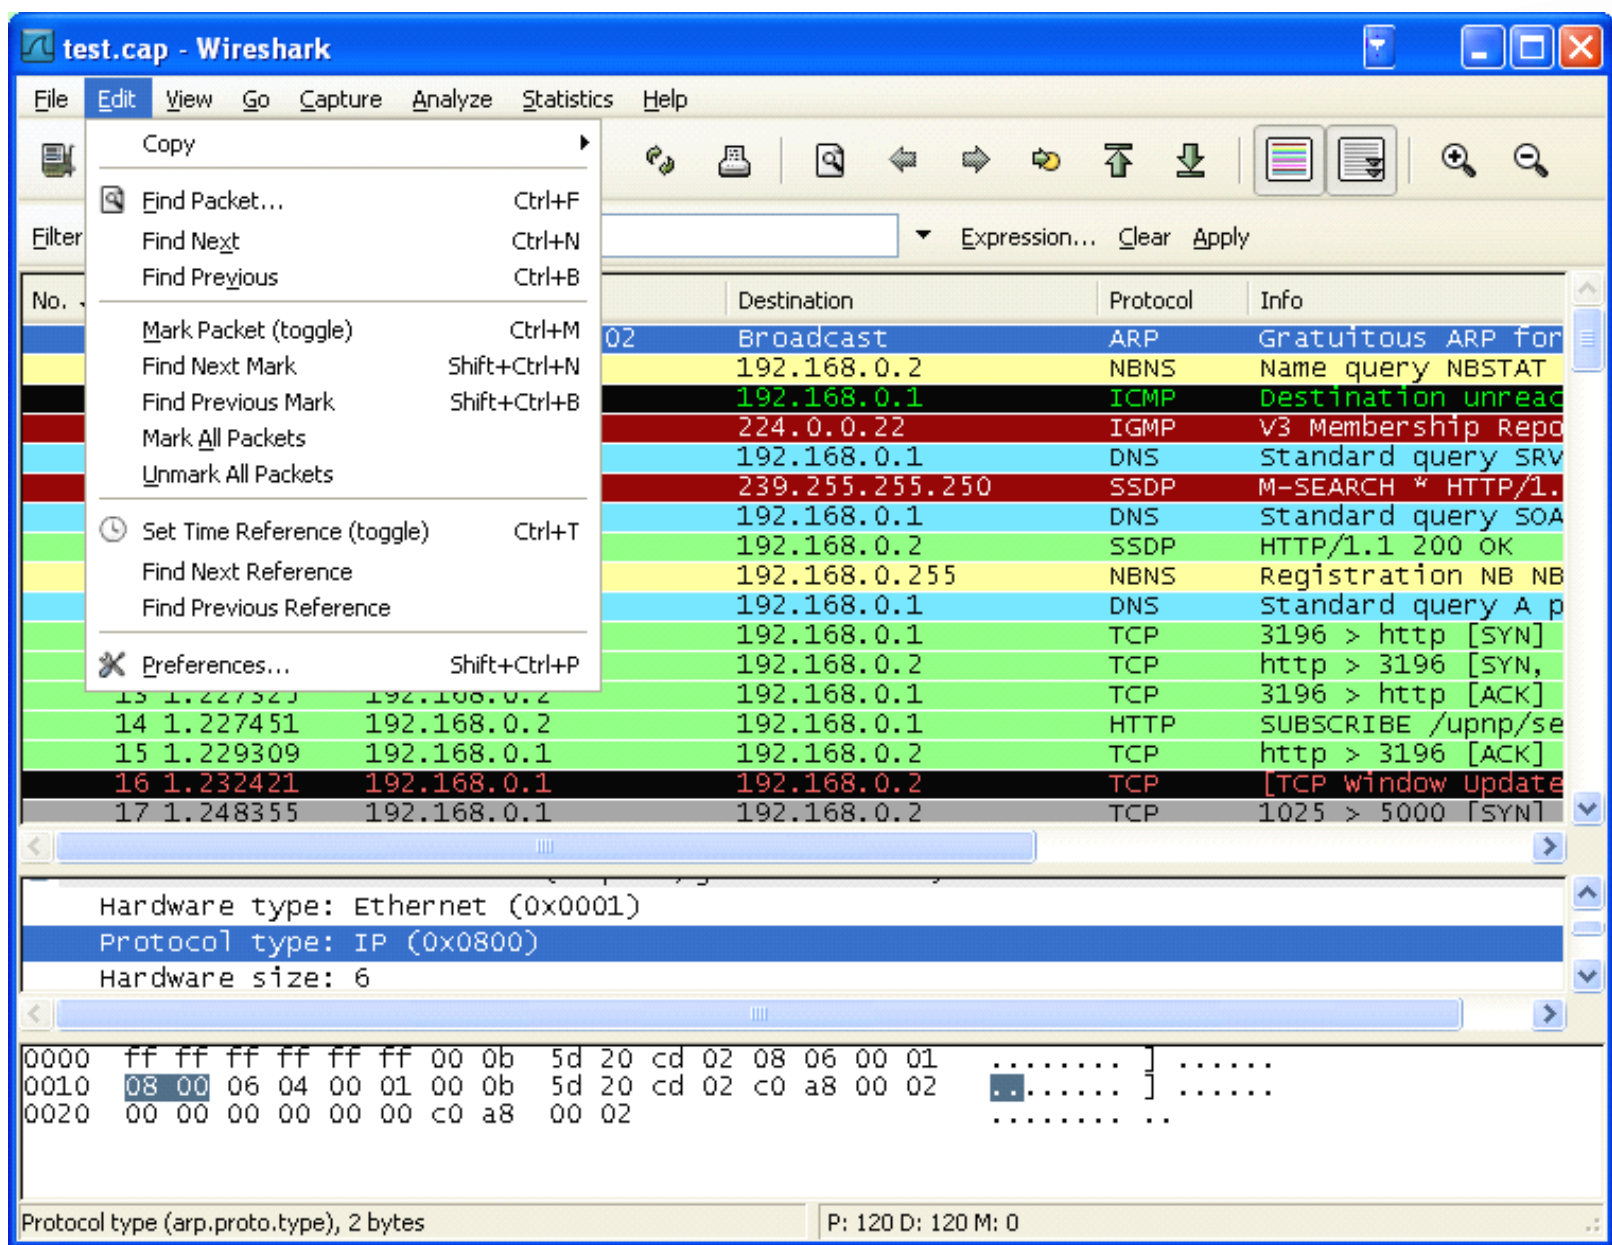 test.cap - Wireshark
File Edit View Go Capture Analyze Statistics Help
Copy
Find Packet... Ctrl+F
Find Next Ctrl+N
Find Previous Ctrl+B
Mark Packet (toggle) Ctrl+M
Find Next Mark Shift+Ctrl+N
Find Previous Mark Shift+Ctrl+B
Mark All Packets
Unmark All Packets
Set Time Reference (toggle) Ctrl+T
Find Next Reference
Find Previous Reference
Preferences... Shift+Ctrl+P
Filter Expression... Clear Apply
No. Destination Protocol Info
02 Broadcast ARP Gratuitous ARP for
192.168.0.2 NBNS Name query NBSTAT
192.168.0.1 ICMP Destination unreac
224.0.0.22 IGMP V3 Membership Repo
192.168.0.1 DNS Standard query SRV
239.255.255.250 SSDP M-SEARCH * HTTP/1.
192.168.0.1 DNS Standard query SOA
192.168.0.2 SSDP HTTP/1.1 200 OK
192.168.0.255 NBNS Registration NB NB
192.168.0.1 DNS Standard query A p
192.168.0.1 TCP 3196 > http [SYN]
192.168.0.2 TCP http > 3196 [SYN,
13 1.227325 192.168.0.2 192.168.0.1 TCP 3196 > http [ACK]
14 1.227451 192.168.0.2 192.168.0.1 HTTP SUBSCRIBE /upnp/se
15 1.229309 192.168.0.1 192.168.0.2 TCP http > 3196 [ACK]
16 1.232421 192.168.0.1 192.168.0.2 TCP [TCP Window Update
17 1.248355 192.168.0.1 192.168.0.2 TCP 1025 > 5000 [SYN]
Hardware type: Ethernet (0x0001)
Protocol type: IP (0x0800)
Hardware size: 6
0000 ff ff ff ff ff ff 00 0b 5d 20 cd 02 08 06 00 01 ........ ] ......
0010 08 00 06 04 00 01 00 0b 5d 20 cd 02 c0 a8 00 02 ........ ] ......
0020 00 00 00 00 00 00 c0 a8 00 02 ........ ..
Protocol type (arp.proto.type), 2 bytes P: 120 D: 120 M: 0